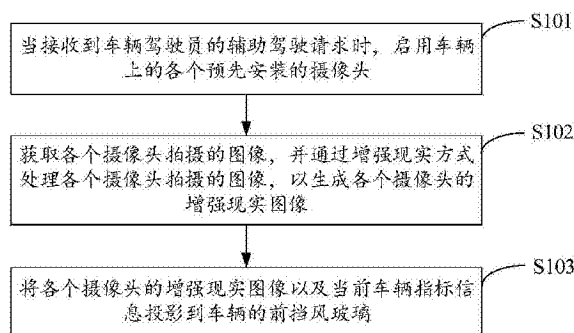 S101
当接收到车辆驾驶员的辅助驾驶请求时，启用车辆
上的各个预先安装的摄像头
S102
获取各个摄像头拍摄的图像，并通过增强现实方式
处理各个摄像头拍摄的图像，以生成各个摄像头的
增强现实图像
S103
将各个摄像头的增强现实图像以及当前车辆指标信
息投影到车辆的前挡风玻璃